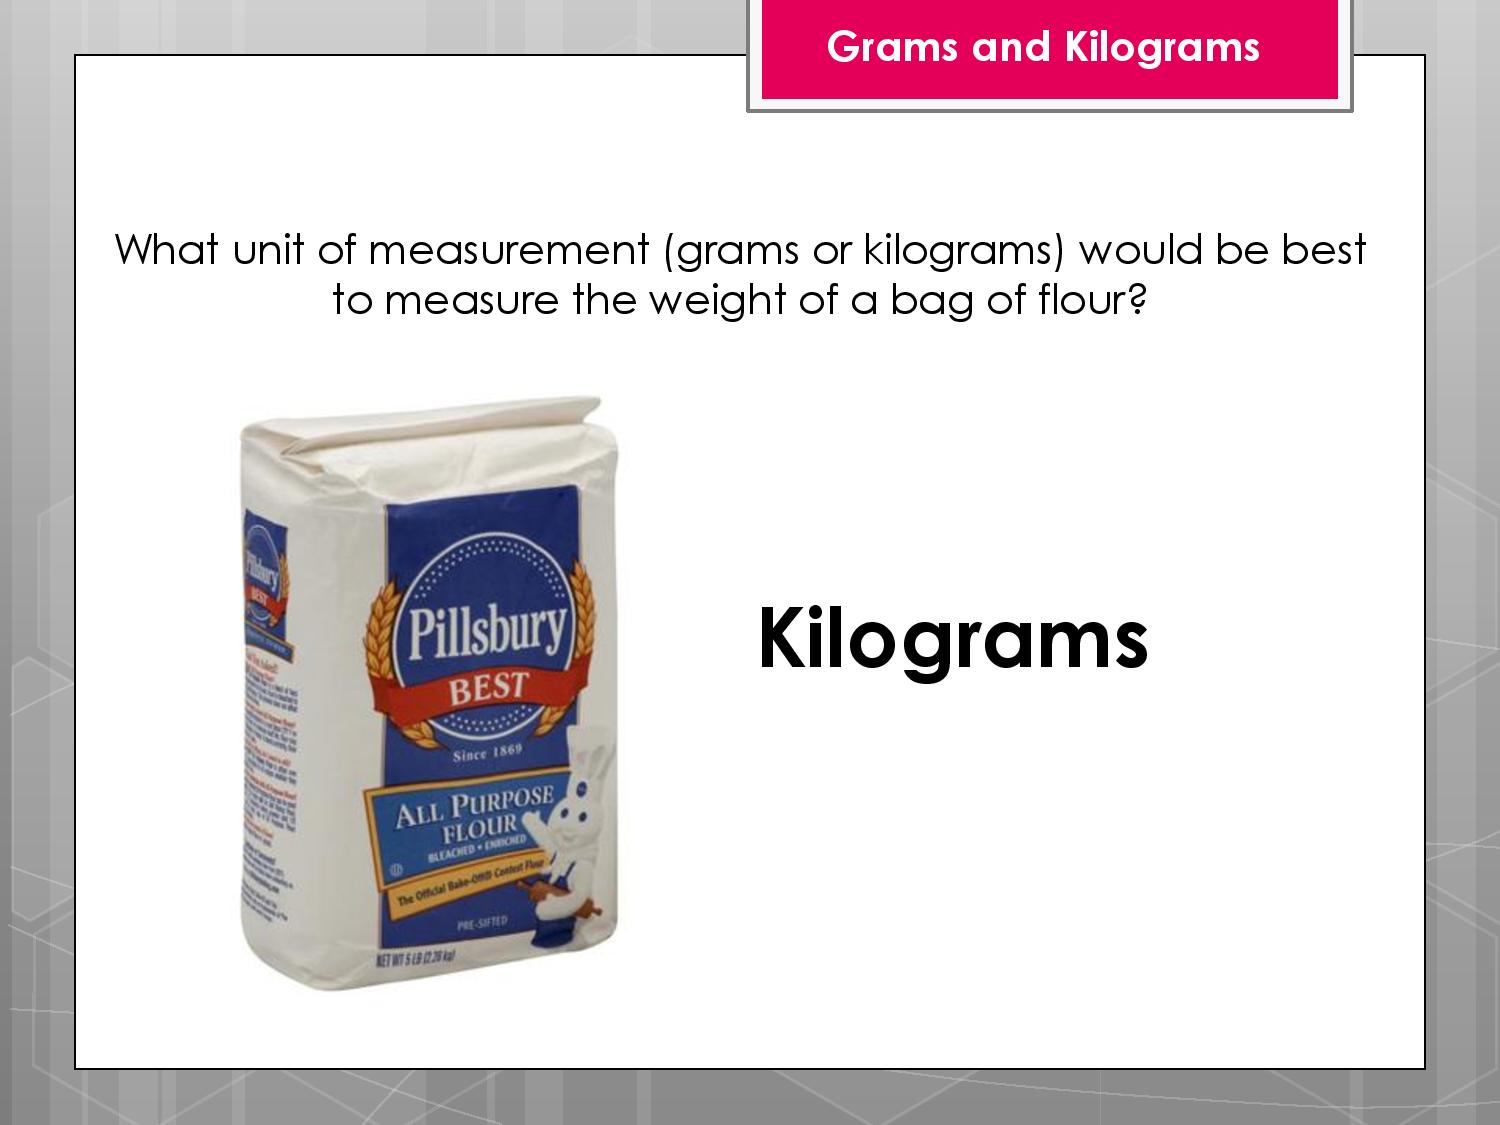 Grams and Kilograms
What unit of measurement (grams or kilograms) would be best
to measure the weight of a bag of flour?
Pillsbury
BEST
Since 1869
ALL PURPOSE
FLOUR
BLEACHED • ENRICHED
The Official Bake-Off® Contest Flour
PRE-SIFTED
NET WT 5 LB (2.26 kg)
Pillsbury
BEST
Kilograms